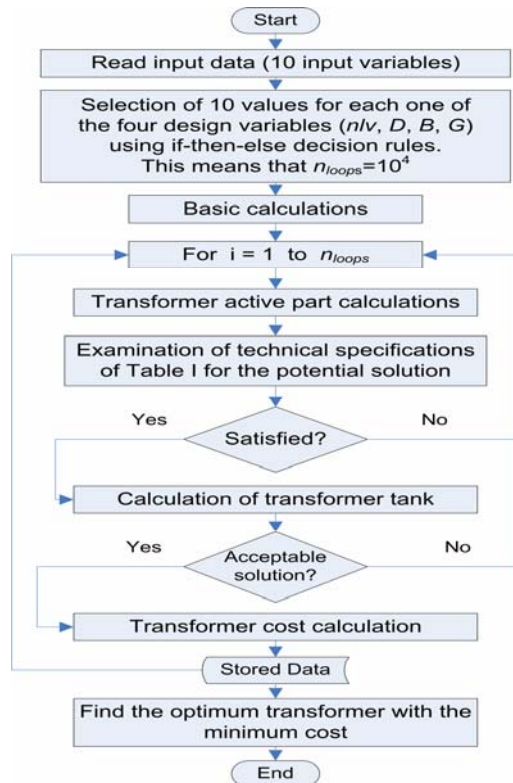 Start
Read input data (10 input variables)
Selection of 10 values for each one of
the four design variables (nlv, D, B, G)
using if-then-else decision rules.
This means that nloops=10⁴
Basic calculations
For i = 1 to nloops
Transformer active part calculations
Examination of technical specifications
of Table I for the potential solution
Yes
No
Satisfied?
Calculation of transformer tank
Yes
No
Acceptable
solution?
Transformer cost calculation
Stored Data
Find the optimum transformer with the
minimum cost
End